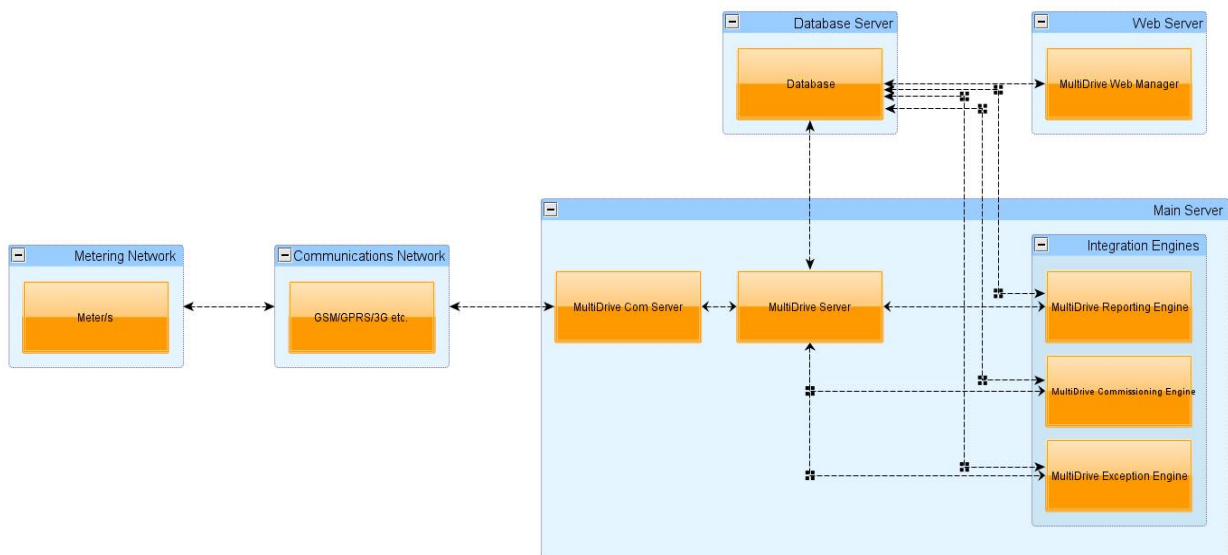 Database Server
Web Server
Database
MultiDrive Web Manager
Main Server
Metering Network
Communications Network
Integration Engines
Meter/s
GSM/GPRS/3G etc.
MultiDrive Com Server
MultiDrive Server
MultiDrive Reporting Engine
MultiDrive Commissioning Engine
MultiDrive Exception Engine